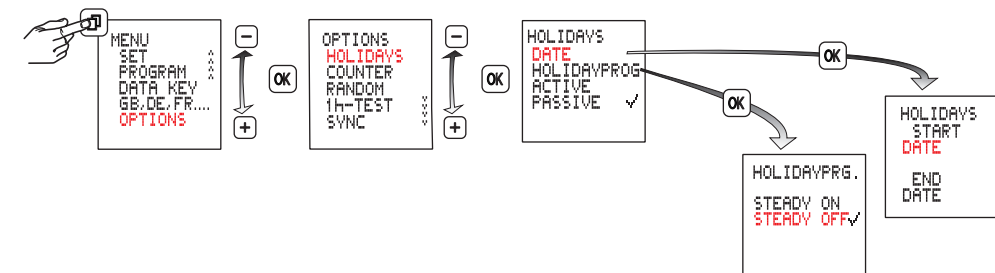 MENU
SET
PROGRAM
DATA KEY
GB,DE,FR....
OPTIONS
−
+
OK
OPTIONS
HOLIDAYS
COUNTER
RANDOM
1h-TEST
SYNC
−
+
OK
HOLIDAYS
DATE
HOLIDAYPROG
ACTIVE
PASSIVE ✓
OK
OK
HOLIDAYPRG.
STEADY ON
STEADY OFF✓
HOLIDAYS
START
DATE
END
DATE